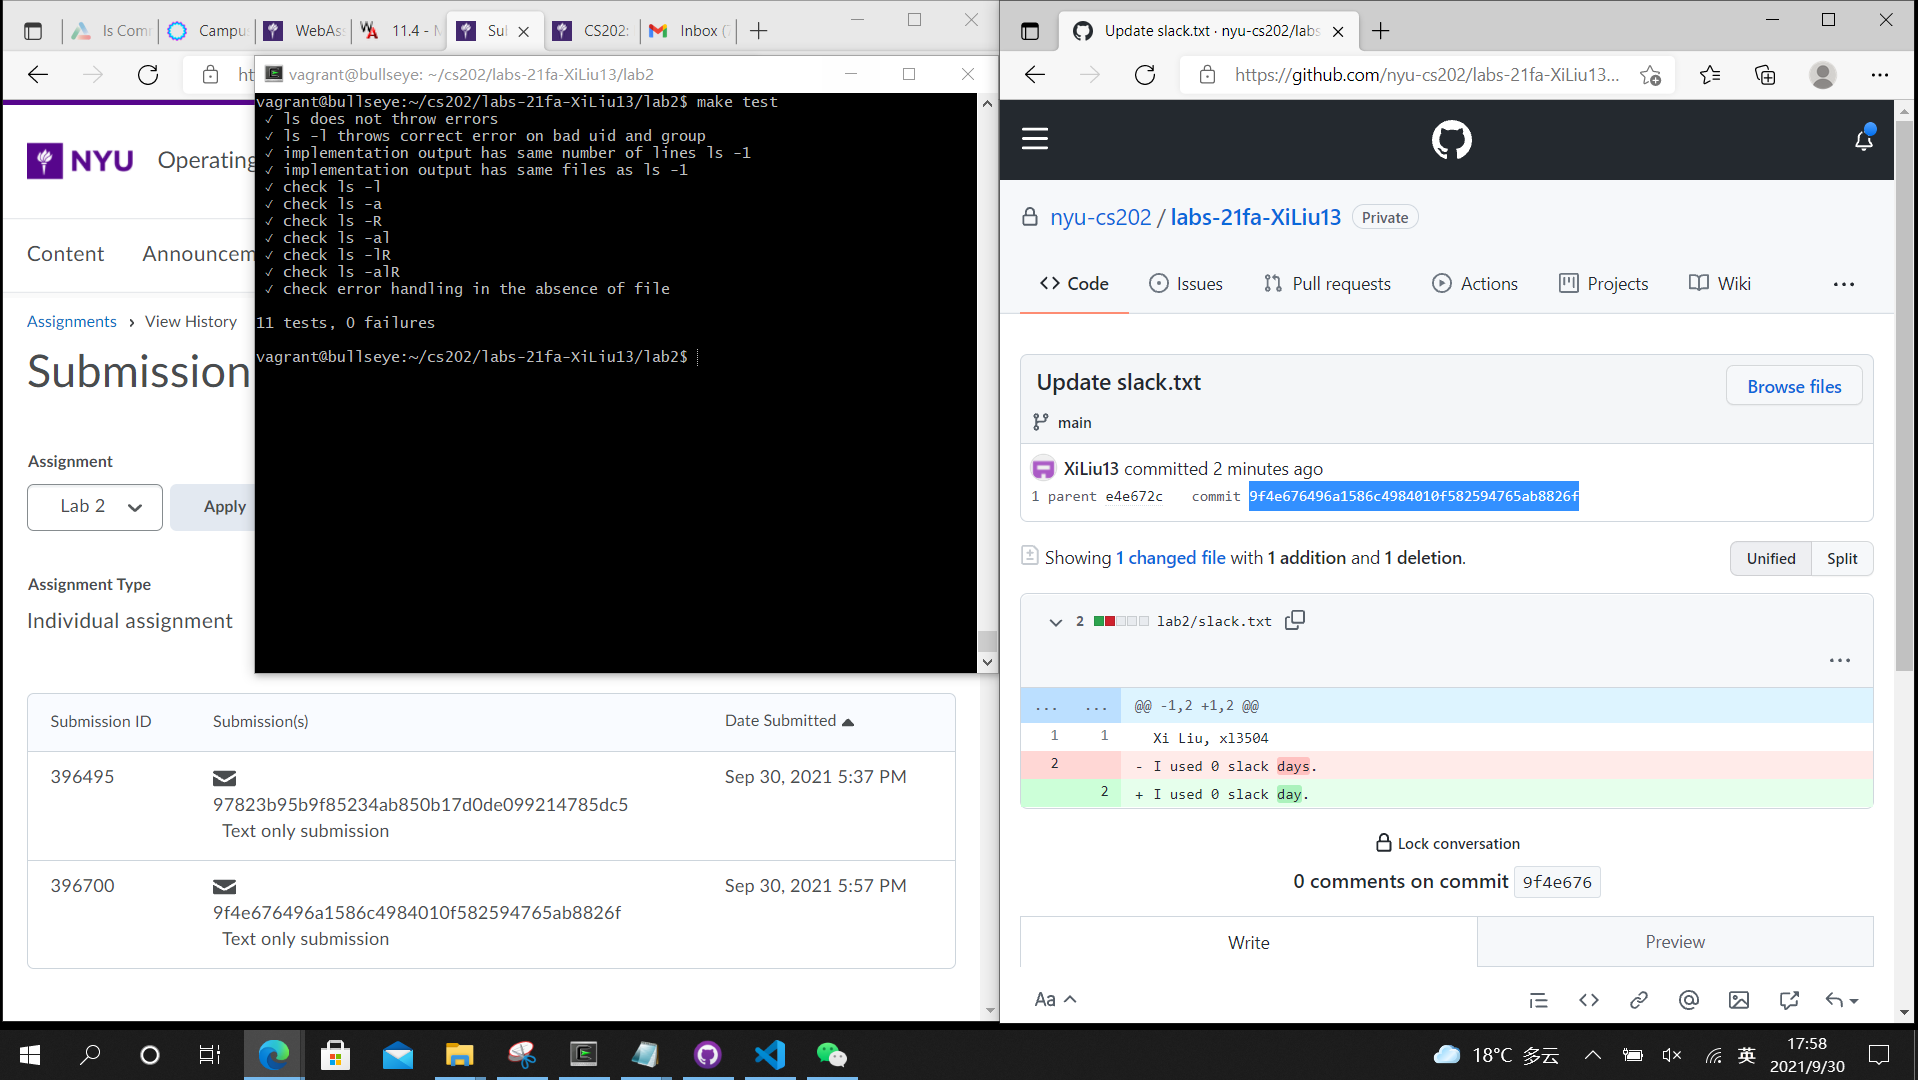 Is Com
Campu
WebAs
11.4 -
Sul
CS202:
Inbox (
ht
NYU
Operating
Content
Announcem
Assignments › View History
Submission
Assignment
Lab 2
Apply
Assignment Type
Individual assignment
Submission ID
Submission(s)
Date Submitted
396495
97823b95b9f85234ab850b17d0de099214785dc5
Text only submission
Sep 30, 2021 5:37 PM
396700
9f4e676496a1586c4984010f582594765ab8826f
Text only submission
Sep 30, 2021 5:57 PM
vagrant@bullseye: ~/cs202/labs-21fa-XiLiu13/lab2
vagrant@bullseye:~/cs202/labs-21fa-XiLiu13/lab2$ make test
✓ ls does not throw errors
✓ ls -l throws correct error on bad uid and group
✓ implementation output has same number of lines ls -1
✓ implementation output has same files as ls -1
✓ check ls -l
✓ check ls -a
✓ check ls -R
✓ check ls -al
✓ check ls -lR
✓ check ls -alR
✓ check error handling in the absence of file
11 tests, 0 failures
vagrant@bullseye:~/cs202/labs-21fa-XiLiu13/lab2$
Update slack.txt · nyu-cs202/labs
https://github.com/nyu-cs202/labs-21fa-XiLiu13...
nyu-cs202 / labs-21fa-XiLiu13 Private
Code
Issues
Pull requests
Actions
Projects
Wiki
Update slack.txt
Browse files
main
XiLiu13 committed 2 minutes ago
1 parent e4e672c commit 9f4e676496a1586c4984010f582594765ab8826f
Showing 1 changed file with 1 addition and 1 deletion.
Unified
Split
2 lab2/slack.txt
... ... @@ -1,2 +1,2 @@
1 1 Xi Liu, xl3504
2 - I used 0 slack days.
2 + I used 0 slack day.
Lock conversation
0 comments on commit 9f4e676
Write
Preview
Aa
18°C 多云
英
17:58
2021/9/30